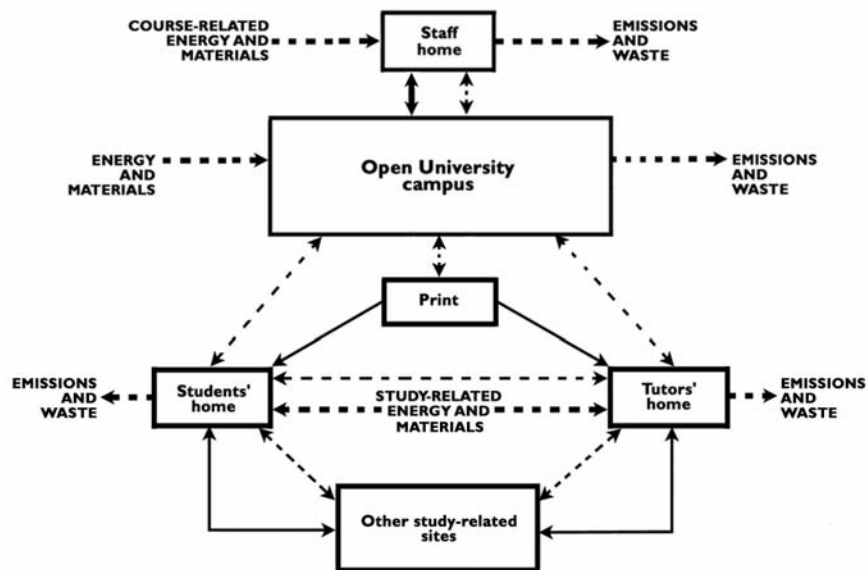 COURSE-RELATED
ENERGY AND
MATERIALS
Staff
home
EMISSIONS
AND
WASTE
ENERGY
AND
MATERIALS
Open University
campus
EMISSIONS
AND
WASTE
Print
EMISSIONS
AND
WASTE
Students'
home
STUDY-RELATED
ENERGY AND
MATERIALS
Tutors'
home
EMISSIONS
AND
WASTE
Other study-related
sites